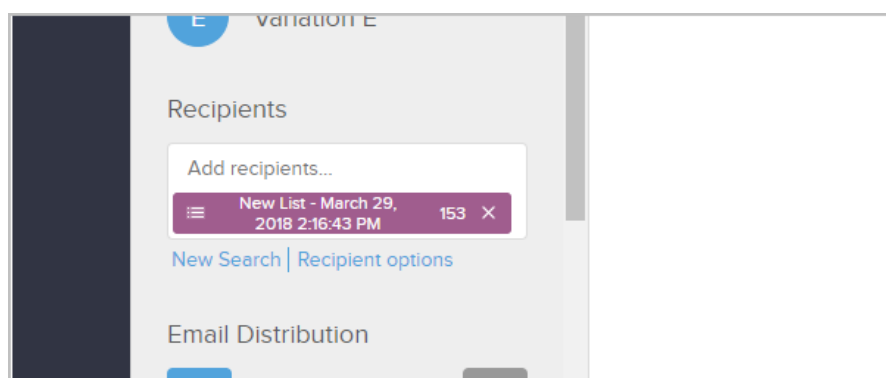 E Variation E
Recipients
Add recipients...
New List - March 29,
2018 2:16:43 PM
153 ×
New Search | Recipient options
Email Distribution